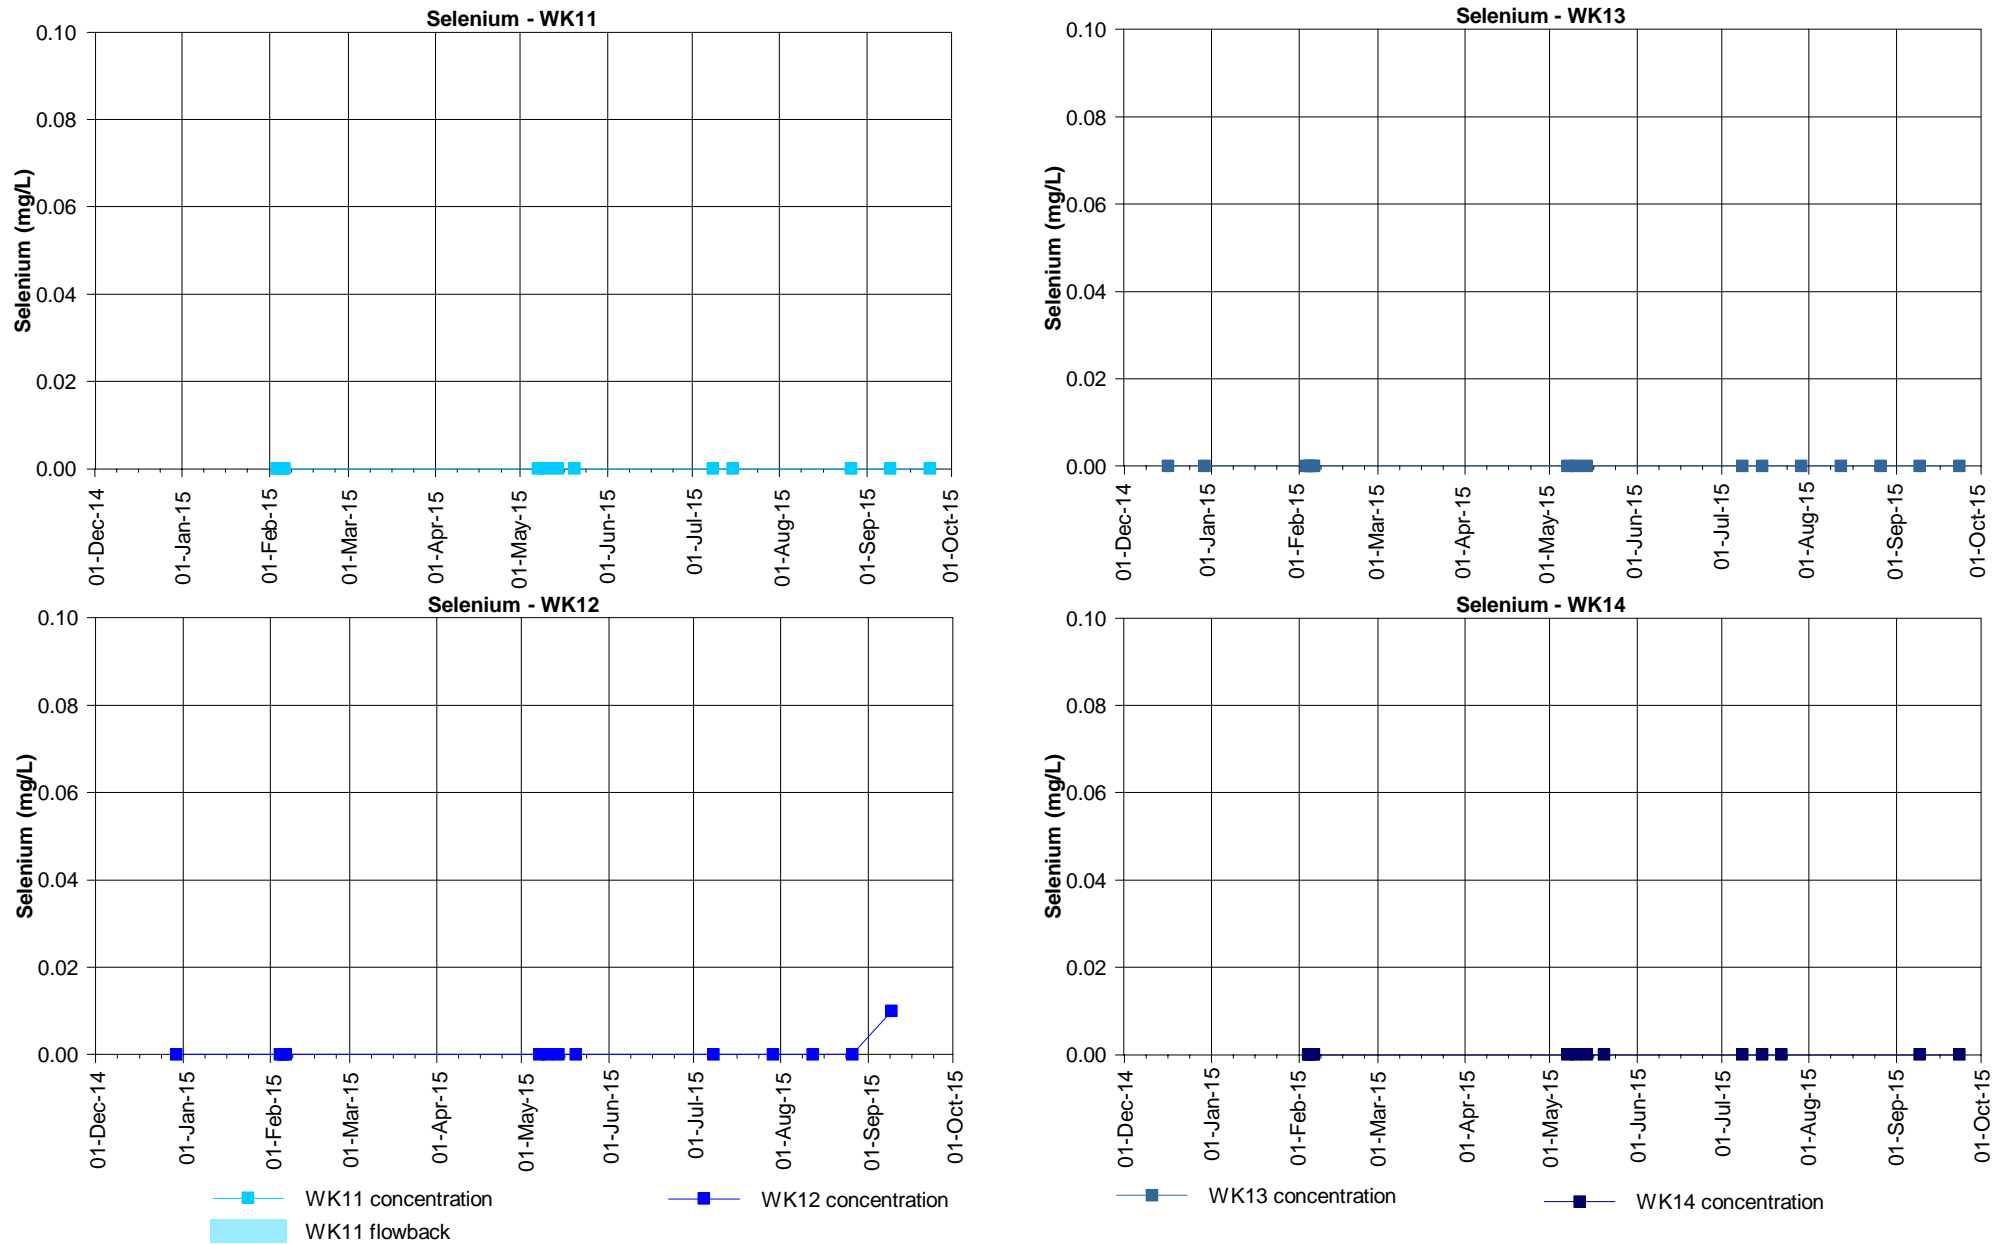 Selenium - WK11
Selenium (mg/L)
0.10
0.08
0.06
0.04
0.02
0.00
01-Dec-14
01-Jan-15
01-Feb-15
01-Mar-15
01-Apr-15
01-May-15
01-Jun-15
01-Jul-15
01-Aug-15
01-Sep-15
01-Oct-15
Selenium - WK13
Selenium (mg/L)
0.10
0.08
0.06
0.04
0.02
0.00
01-Dec-14
01-Jan-15
01-Feb-15
01-Mar-15
01-Apr-15
01-May-15
01-Jun-15
01-Jul-15
01-Aug-15
01-Sep-15
01-Oct-15
Selenium - WK12
Selenium (mg/L)
0.10
0.08
0.06
0.04
0.02
0.00
01-Dec-14
01-Jan-15
01-Feb-15
01-Mar-15
01-Apr-15
01-May-15
01-Jun-15
01-Jul-15
01-Aug-15
01-Sep-15
01-Oct-15
Selenium - WK14
Selenium (mg/L)
0.10
0.08
0.06
0.04
0.02
0.00
01-Dec-14
01-Jan-15
01-Feb-15
01-Mar-15
01-Apr-15
01-May-15
01-Jun-15
01-Jul-15
01-Aug-15
01-Sep-15
01-Oct-15
WK11 concentration
WK12 concentration
WK13 concentration
WK14 concentration
WK11 flowback